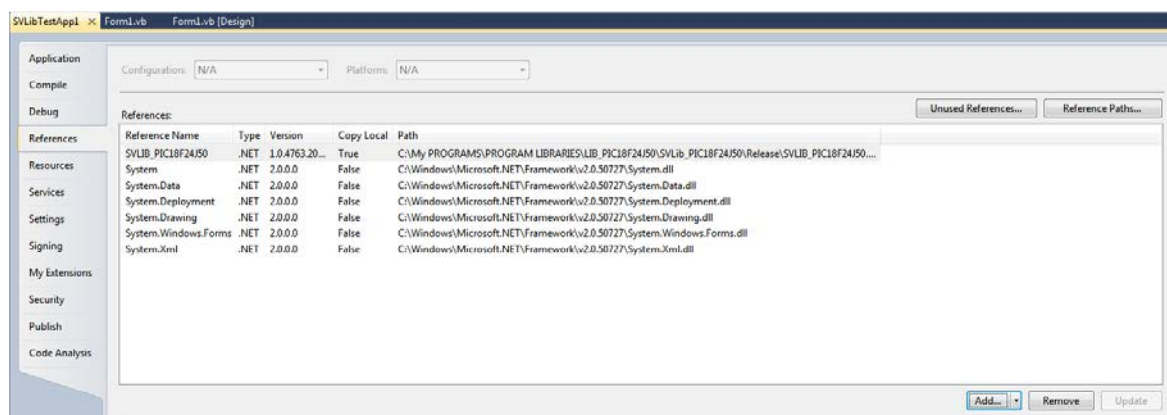 SVLibTestApp1 × Form1.vb Form1.vb [Design]
Application
Configuration: N/A Platform: N/A
Compile
Debug
References: Unused References... Reference Paths...
References
Reference Name Type Version Copy Local Path
SVLIB_PIC18F24J50 .NET 1.0.4763.20... True C:\My PROGRAMS\PROGRAM LIBRARIES\LIB_PIC18F24J50\SVLib_PIC18F24J50\Release\SVLIB_PIC18F24J50....
Resources
System .NET 2.0.0.0 False C:\Windows\Microsoft.NET\Framework\v2.0.50727\System.dll
System.Data .NET 2.0.0.0 False C:\Windows\Microsoft.NET\Framework\v2.0.50727\System.Data.dll
Services
System.Deployment .NET 2.0.0.0 False C:\Windows\Microsoft.NET\Framework\v2.0.50727\System.Deployment.dll
Settings
System.Drawing .NET 2.0.0.0 False C:\Windows\Microsoft.NET\Framework\v2.0.50727\System.Drawing.dll
System.Windows.Forms .NET 2.0.0.0 False C:\Windows\Microsoft.NET\Framework\v2.0.50727\System.Windows.Forms.dll
Signing
System.Xml .NET 2.0.0.0 False C:\Windows\Microsoft.NET\Framework\v2.0.50727\System.Xml.dll
My Extensions
Security
Publish
Code Analysis
Add... Remove Update